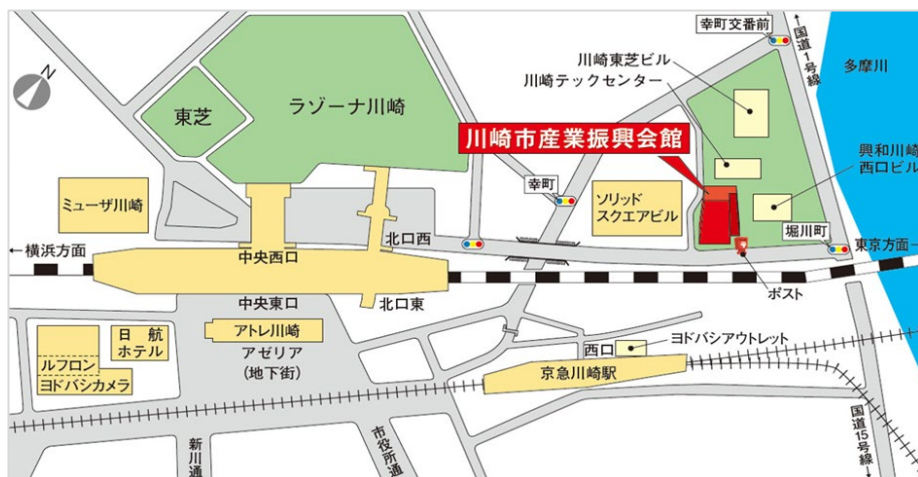 幸町交番前
国道1号線
多摩川
川崎東芝ビル
川崎テックセンター
N
東芝
ラゾーナ川崎
川崎市産業振興会館
興和川崎
西口ビル
幸町
ソリッド
スクエアビル
ミューザ川崎
堀川町
北口西
←横浜方面
中央西口
東京方面
中央東口
北口東
ポスト
アトレ川崎
日航
ホテル
アゼリア
(地下街)
ルフロン
ヨドバシカメラ
西口
ヨドバシアウトレット
京急川崎駅
新川通
市役所通
国道15号線